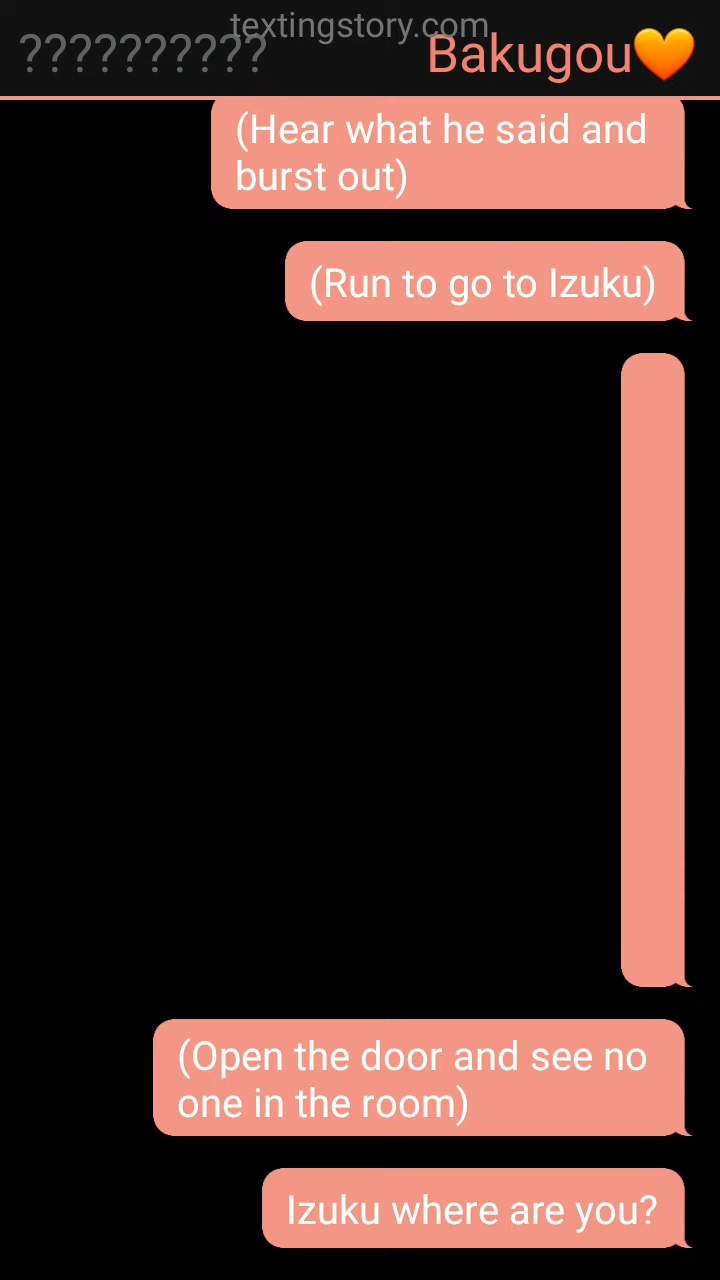 textingstory.com
?????????? Bakugou🧡
(Hear what he said and
burst out)
(Run to go to Izuku)
(Open the door and see no
one in the room)
Izuku where are you?